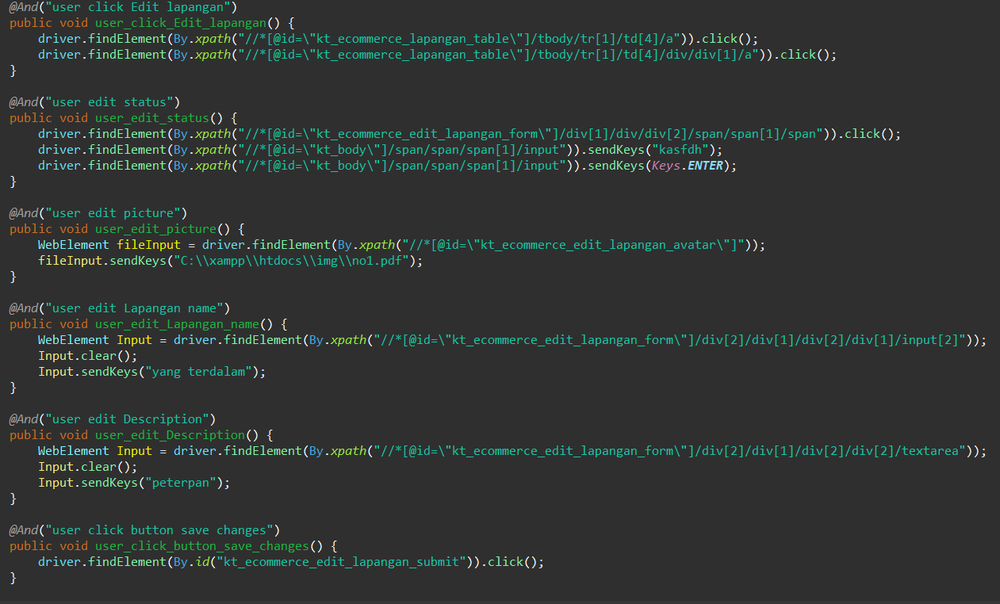 @And("user click Edit lapangan")
public void user_click_Edit_lapangan() {
    driver.findElement(By.xpath("//*[@id=\"kt_ecommerce_lapangan_table\"]/tbody/tr[1]/td[4]/a")).click();
    driver.findElement(By.xpath("//*[@id=\"kt_ecommerce_lapangan_table\"]/tbody/tr[1]/td[4]/div/div[1]/a")).click();
}

@And("user edit status")
public void user_edit_status() {
    driver.findElement(By.xpath("//*[@id=\"kt_ecommerce_edit_lapangan_form\"]/div[1]/div/div[2]/span/span[1]/span")).click();
    driver.findElement(By.xpath("//*[@id=\"kt_body\"]/span/span/span[1]/input")).sendKeys("kasfdh");
    driver.findElement(By.xpath("//*[@id=\"kt_body\"]/span/span/span[1]/input")).sendKeys(Keys.ENTER);
}

@And("user edit picture")
public void user_edit_picture() {
    WebElement fileInput = driver.findElement(By.xpath("//*[@id=\"kt_ecommerce_edit_lapangan_avatar\"]"));
    fileInput.sendKeys("C:\\xampp\\htdocs\\img\\no1.pdf");
}

@And("user edit Lapangan name")
public void user_edit_Lapangan_name() {
    WebElement Input = driver.findElement(By.xpath("//*[@id=\"kt_ecommerce_edit_lapangan_form\"]/div[2]/div[1]/div[2]/div[1]/input[2]"));
    Input.clear();
    Input.sendKeys("yang terdalam");
}

@And("user edit Description")
public void user_edit_Description() {
    WebElement Input = driver.findElement(By.xpath("//*[@id=\"kt_ecommerce_edit_lapangan_form\"]/div[2]/div[1]/div[2]/div[2]/textarea"));
    Input.clear();
    Input.sendKeys("peterpan");
}

@And("user click button save changes")
public void user_click_button_save_changes() {
    driver.findElement(By.id("kt_ecommerce_edit_lapangan_submit")).click();
}